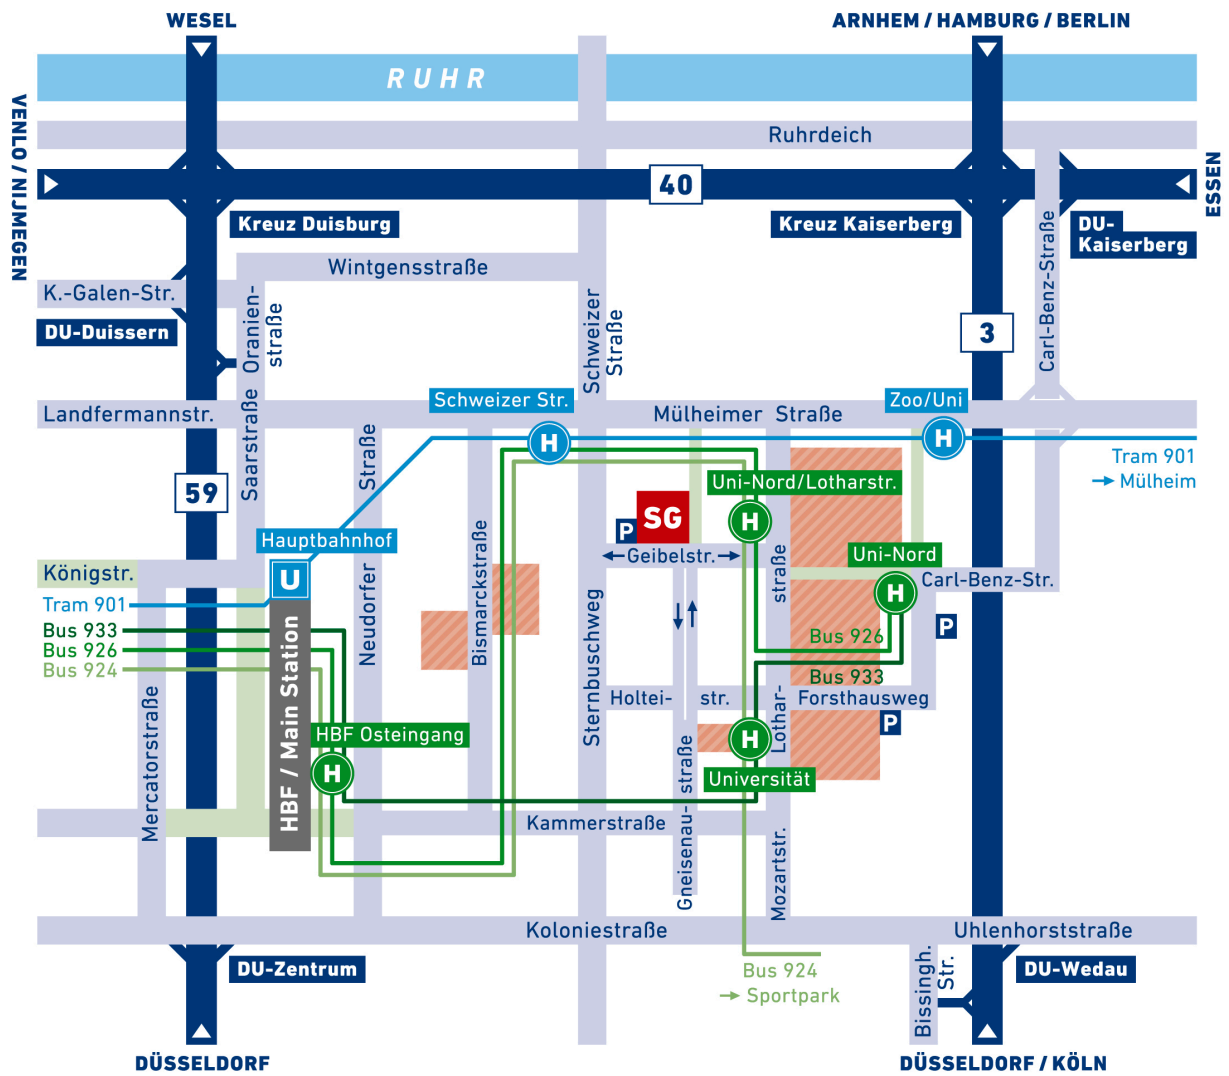 WESEL
ARNHEM / HAMBURG / BERLIN
RUHR
VENLO / NIJMEGEN
Ruhrdeich
40
ESSEN
Kreuz Duisburg
Kreuz Kaiserberg
DU-
Kaiserberg
Wintgensstraße
K.-Galen-Str.
DU-Duissern
Oranien-
straße
Schweizer
Straße
3
Carl-Benz-Straße
Schweizer Str.
Zoo/Uni
Landfermannstr.
Mülheimer Straße
Saarstraße
Straße
H
H
Tram 901
→ Mülheim
59
Uni-Nord/Lotharstr.
SG
P
H
Hauptbahnhof
U
Geibelstr.
Uni-Nord
Königstr.
Carl-Benz-Str.
H
Tram 901
Bus 933
Bus 926
Bus 924
Neudorfer
Bismarckstraße
Sternbuschweg
straße
Bus 926
Bus 933
P
HBF / Main Station
Holtei-
str.
Lothar-
Forsthausweg
P
Mercatorstraße
HBF Osteingang
H
H
Universität
Gneisenau-
straße
Kammerstraße
Mozartstr.
Koloniestraße
Uhlenhorststraße
DU-Zentrum
Bus 924
→ Sportpark
Bissingh.
Str.
DU-Wedau
DÜSSELDORF
DÜSSELDORF / KÖLN